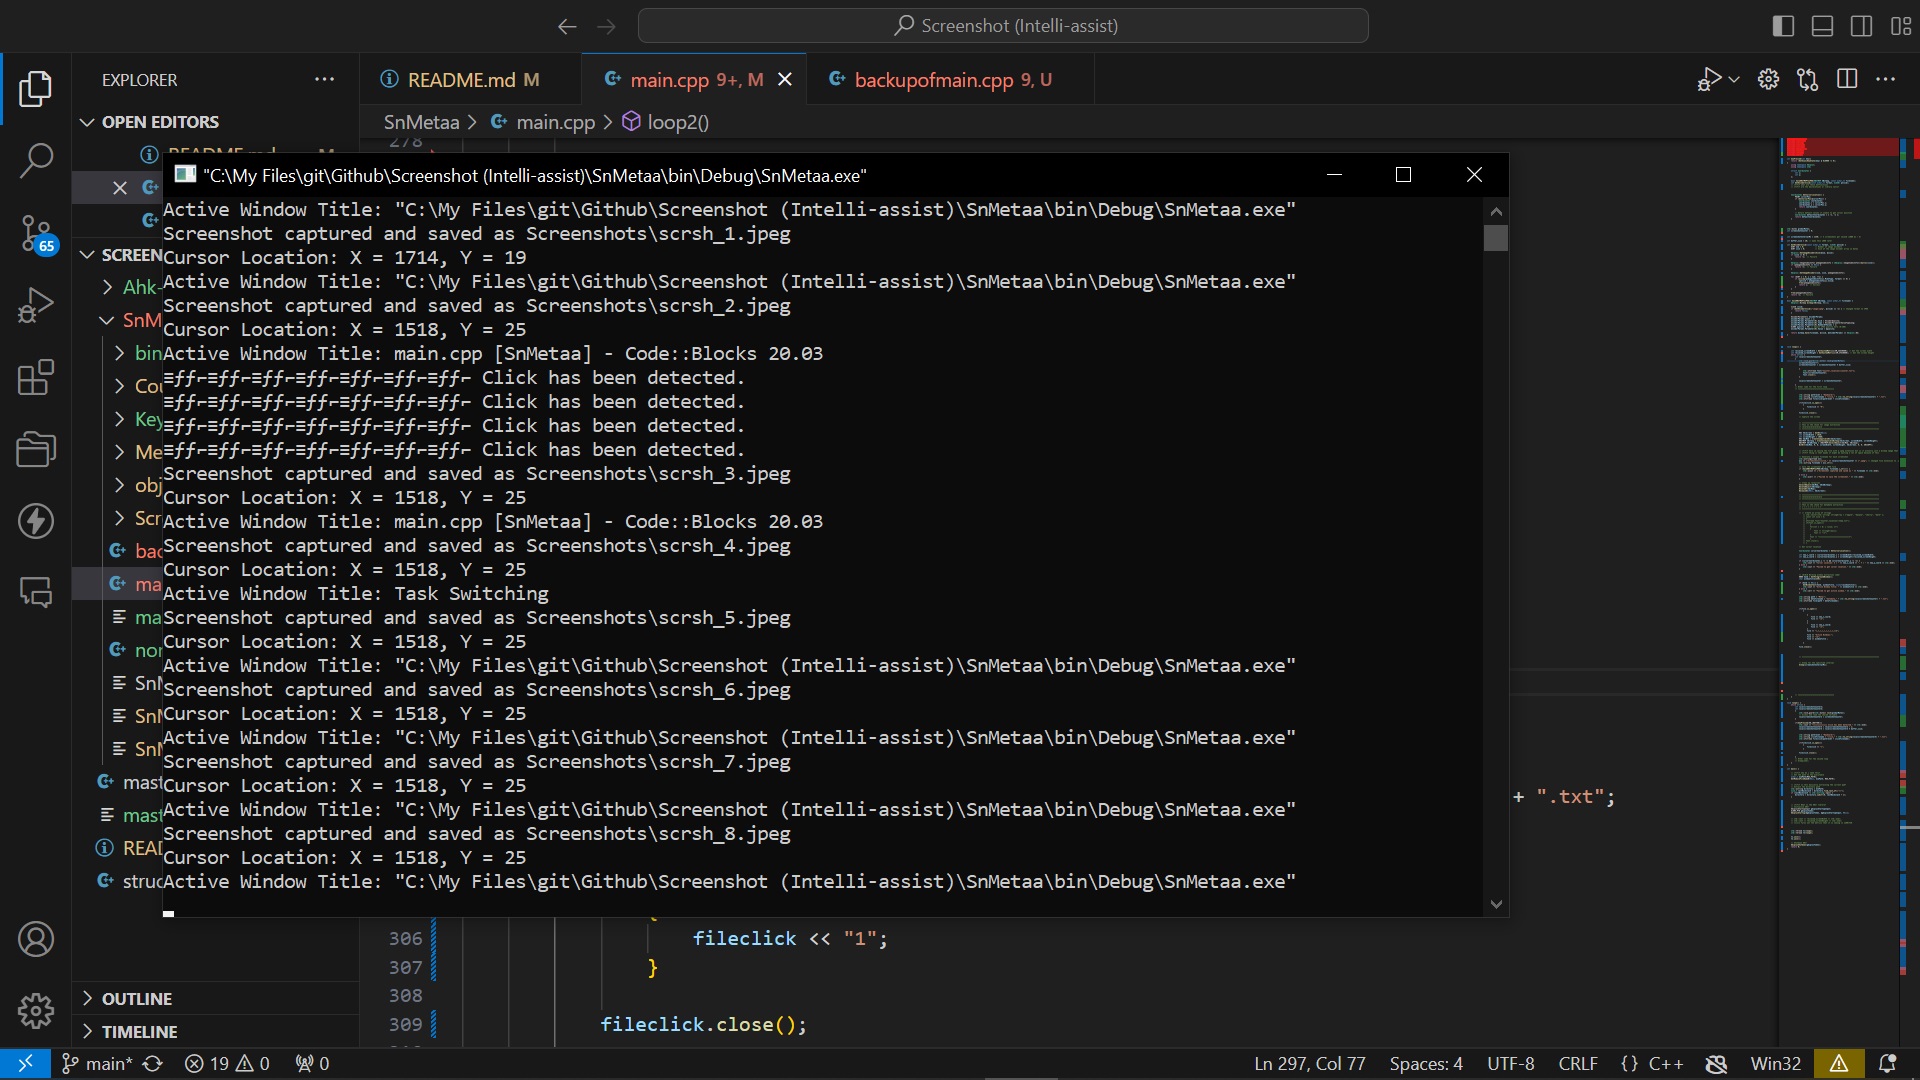 Screenshot (Intelli-assist)
EXPLORER
README.md M
main.cpp 9+, M
backupofmain.cpp 9, U
OPEN EDITORS
SnMetaa > main.cpp > loop2()
278
"C:\My Files\git\Github\Screenshot (Intelli-assist)\SnMetaa\bin\Debug\SnMetaa.exe"
Active Window Title: "C:\My Files\git\Github\Screenshot (Intelli-assist)\SnMetaa\bin\Debug\SnMetaa.exe"
Screenshot captured and saved as Screenshots\scrsh_1.jpeg
Cursor Location: X = 1714, Y = 19
Active Window Title: "C:\My Files\git\Github\Screenshot (Intelli-assist)\SnMetaa\bin\Debug\SnMetaa.exe"
Screenshot captured and saved as Screenshots\scrsh_2.jpeg
Cursor Location: X = 1518, Y = 25
Active Window Title: main.cpp [SnMetaa] - Code::Blocks 20.03
≡ƒƒ⌐≡ƒƒ⌐≡ƒƒ⌐≡ƒƒ⌐≡ƒƒ⌐≡ƒƒ⌐≡ƒƒ⌐ Click has been detected.
≡ƒƒ⌐≡ƒƒ⌐≡ƒƒ⌐≡ƒƒ⌐≡ƒƒ⌐≡ƒƒ⌐≡ƒƒ⌐ Click has been detected.
≡ƒƒ⌐≡ƒƒ⌐≡ƒƒ⌐≡ƒƒ⌐≡ƒƒ⌐≡ƒƒ⌐≡ƒƒ⌐ Click has been detected.
≡ƒƒ⌐≡ƒƒ⌐≡ƒƒ⌐≡ƒƒ⌐≡ƒƒ⌐≡ƒƒ⌐≡ƒƒ⌐ Click has been detected.
Screenshot captured and saved as Screenshots\scrsh_3.jpeg
Cursor Location: X = 1518, Y = 25
Active Window Title: main.cpp [SnMetaa] - Code::Blocks 20.03
Screenshot captured and saved as Screenshots\scrsh_4.jpeg
Cursor Location: X = 1518, Y = 25
Active Window Title: Task Switching
Screenshot captured and saved as Screenshots\scrsh_5.jpeg
Cursor Location: X = 1518, Y = 25
Active Window Title: "C:\My Files\git\Github\Screenshot (Intelli-assist)\SnMetaa\bin\Debug\SnMetaa.exe"
Screenshot captured and saved as Screenshots\scrsh_6.jpeg
Cursor Location: X = 1518, Y = 25
Active Window Title: "C:\My Files\git\Github\Screenshot (Intelli-assist)\SnMetaa\bin\Debug\SnMetaa.exe"
Screenshot captured and saved as Screenshots\scrsh_7.jpeg
Cursor Location: X = 1518, Y = 25
Active Window Title: "C:\My Files\git\Github\Screenshot (Intelli-assist)\SnMetaa\bin\Debug\SnMetaa.exe"
Screenshot captured and saved as Screenshots\scrsh_8.jpeg
Cursor Location: X = 1518, Y = 25
Active Window Title: "C:\My Files\git\Github\Screenshot (Intelli-assist)\SnMetaa\bin\Debug\SnMetaa.exe"
65
SCREEN
Ahk-
SnM
bin
Cou
Key
Me
obj
Scr
bac
ma
ma
nor
SnM
SnM
SnM
mast
mast
READ
struc
+ ".txt";
306 fileclick << "1";
307 }
308
309 fileclick.close();
OUTLINE
TIMELINE
main* 19 0 0
Ln 297, Col 77 Spaces: 4 UTF-8 CRLF {} C++ Win32